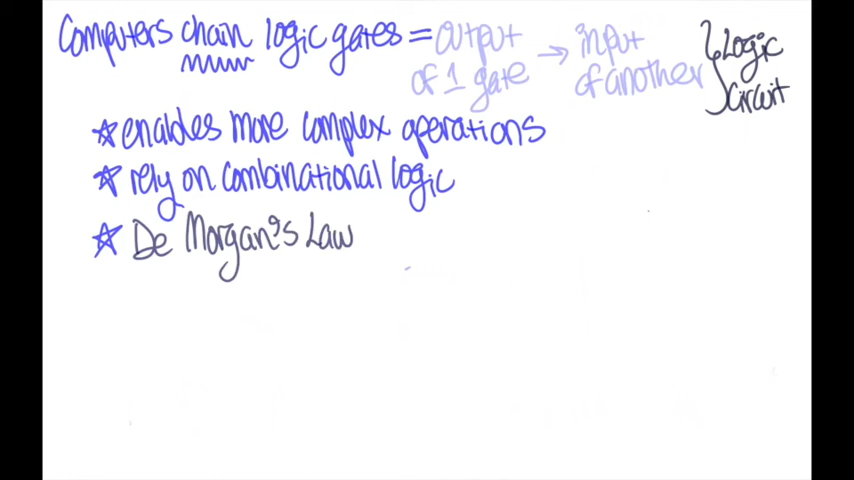 Computers chain logic gates = output → input
of 1 gate of another
Logic
Circuit
☆ enables more complex operations
☆ rely on combinational logic
☆ De Morgan's Law